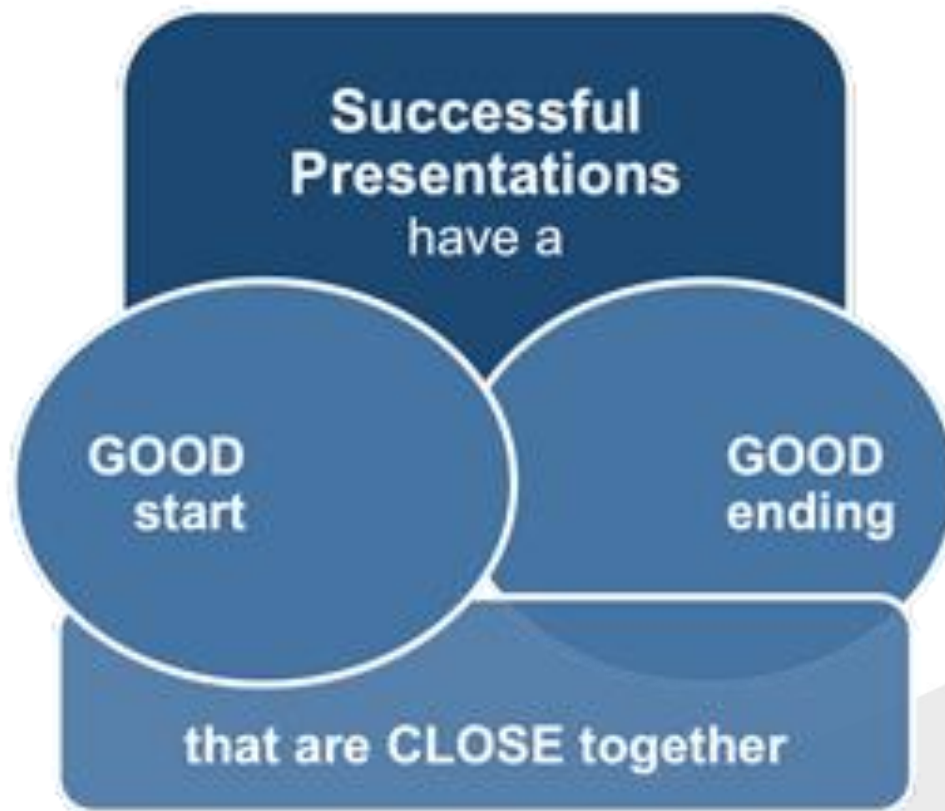 Successful
Presentations
have a
GOOD
start
GOOD
ending
that are CLOSE together